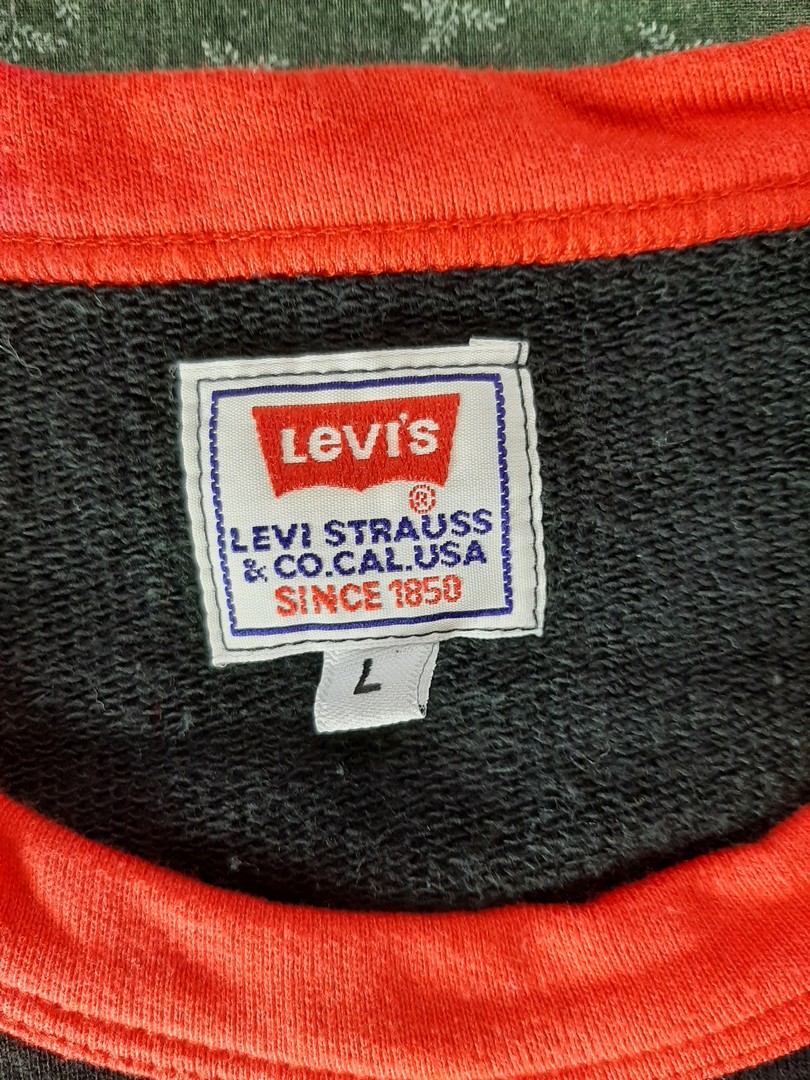 LeVI's
®
LEVI STRAUSS
& CO.CAL.USA
SINCE 1850
L